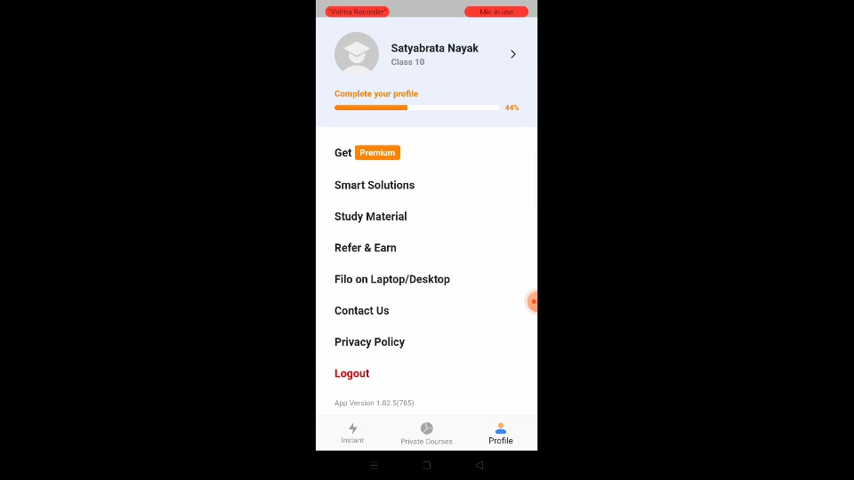 "Vidma Recorder"
Mic in use
Satyabrata Nayak
Class 10
Complete your profile
44%
Get Premium
Smart Solutions
Study Material
Refer & Earn
Filo on Laptop/Desktop
Contact Us
Privacy Policy
Logout
App Version 1.82.5(785)
Instant
Private Courses
Profile